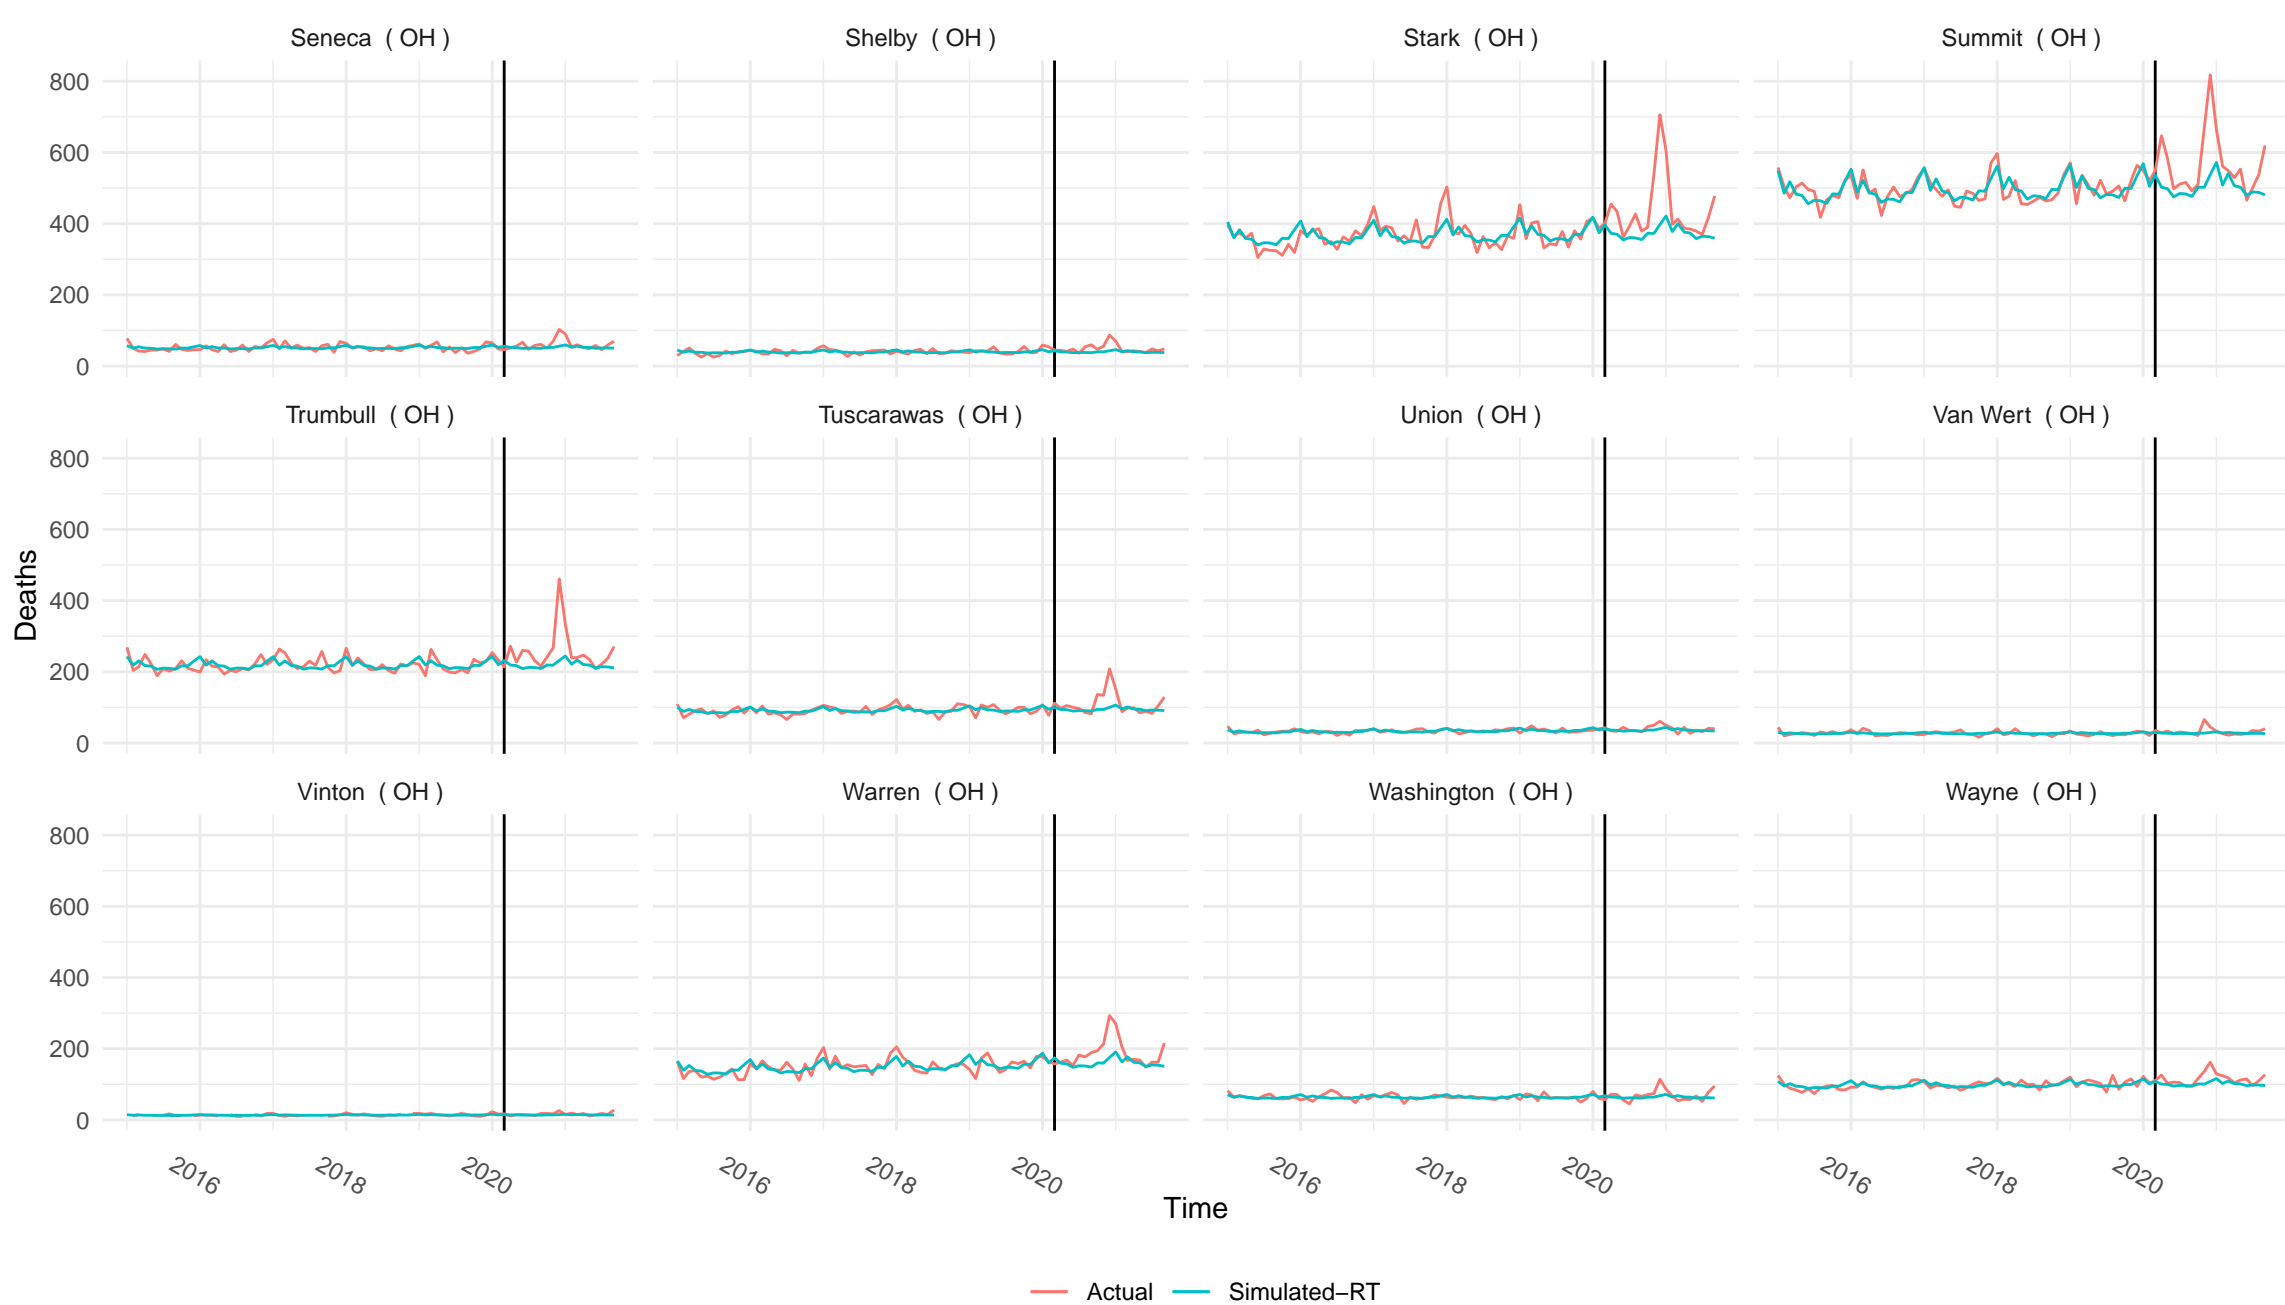 Seneca ( OH )
Shelby ( OH )
Stark ( OH )
Summit ( OH )
800
600
400
200
0
Trumbull ( OH )
Tuscarawas ( OH )
Union ( OH )
Van Wert ( OH )
800
600
400
200
0
Deaths
Vinton ( OH )
Warren ( OH )
Washington ( OH )
Wayne ( OH )
800
600
400
200
0
2016 2018 2020 2016 2018 2020 2016 2018 2020 2016 2018 2020
Time
Actual Simulated−RT